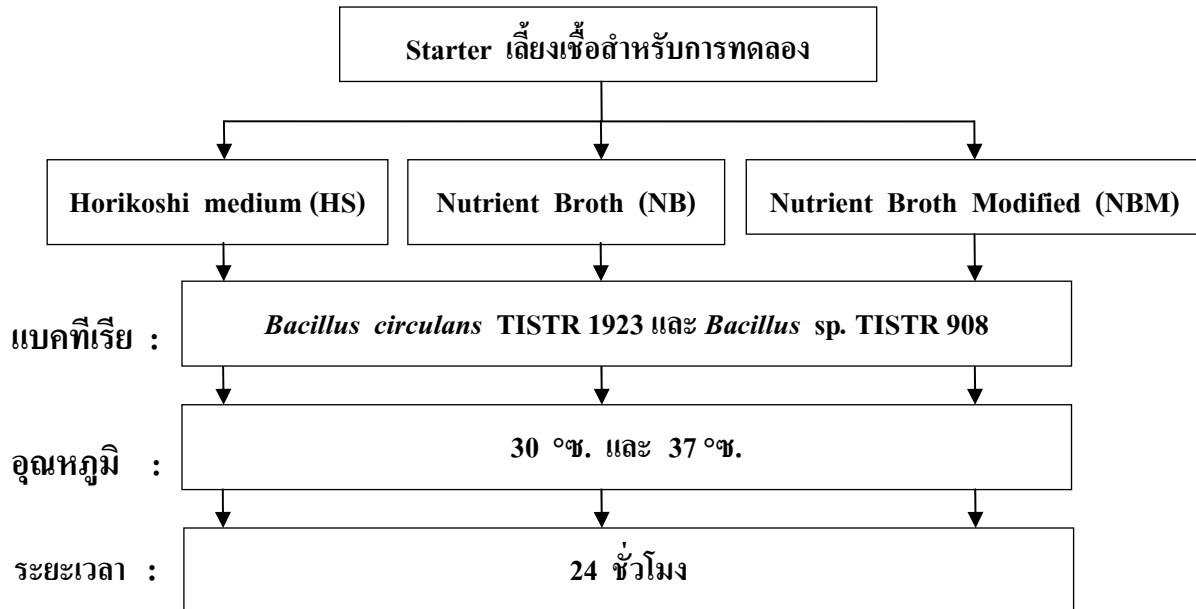 Starter เลี้ยงเชื้อสำหรับการทดลอง
Horikoshi medium (HS)
Nutrient Broth (NB)
Nutrient Broth Modified (NBM)
แบคทีเรีย :
Bacillus circulans TISTR 1923 และ Bacillus sp. TISTR 908
อุณหภูมิ :
30 °ซ. และ 37 °ซ.
ระยะเวลา :
24 ชั่วโมง